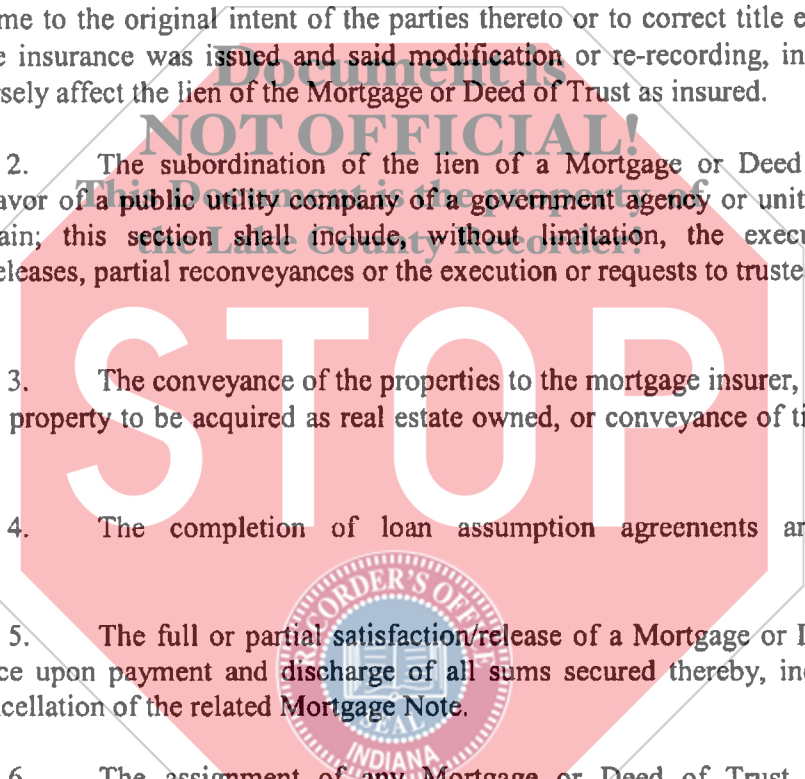 me to the original intent of the parties thereto or to correct title e
e insurance was issued and said modification or re-recording, in
Document is
rsely affect the lien of the Mortgage or Deed of Trust as insured.
NOT OFFICIAL!
2. The subordination of the lien of a Mortgage or Deed
This Document is the property of
avor of a public utility company of a government agency or unit
the Lake County Recorder!
ain; this section shall include, without limitation, the execu
eleases, partial reconveyances or the execution or requests to truste
STOP
3. The conveyance of the properties to the mortgage insurer,
property to be acquired as real estate owned, or conveyance of ti
4. The completion of loan assumption agreements ar
RECORDER'S OFFICE
5. The full or partial satisfaction/release of a Mortgage or D
ce upon payment and discharge of all sums secured thereby, inc
cellation of the related Mortgage Note.
SEAL
INDIANA
6. The assignment of any Mortgage or Deed of Trust